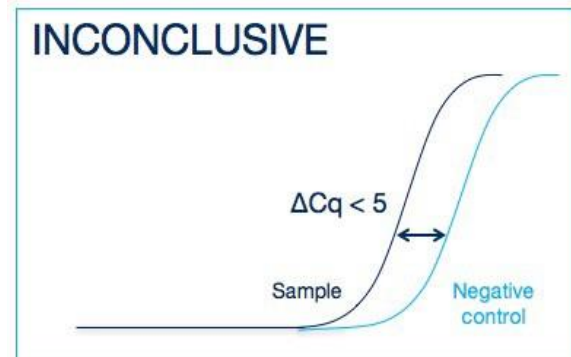 INCONCLUSIVE
ΔCq < 5
Sample
Negative
control